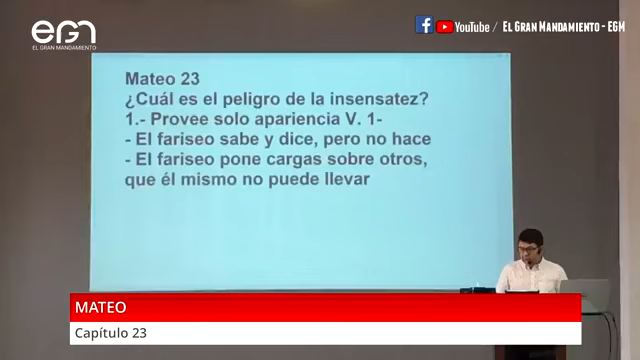 EGM
EL GRAN MANDAMIENTO
YouTube / EL GRAN MANDAMIENTO - EGM
Mateo 23
¿Cuál es el peligro de la insensatez?
1.- Provee solo apariencia V. 1-
- El fariseo sabe y dice, pero no hace
- El fariseo pone cargas sobre otros,
que él mismo no puede llevar
MATEO
Capítulo 23